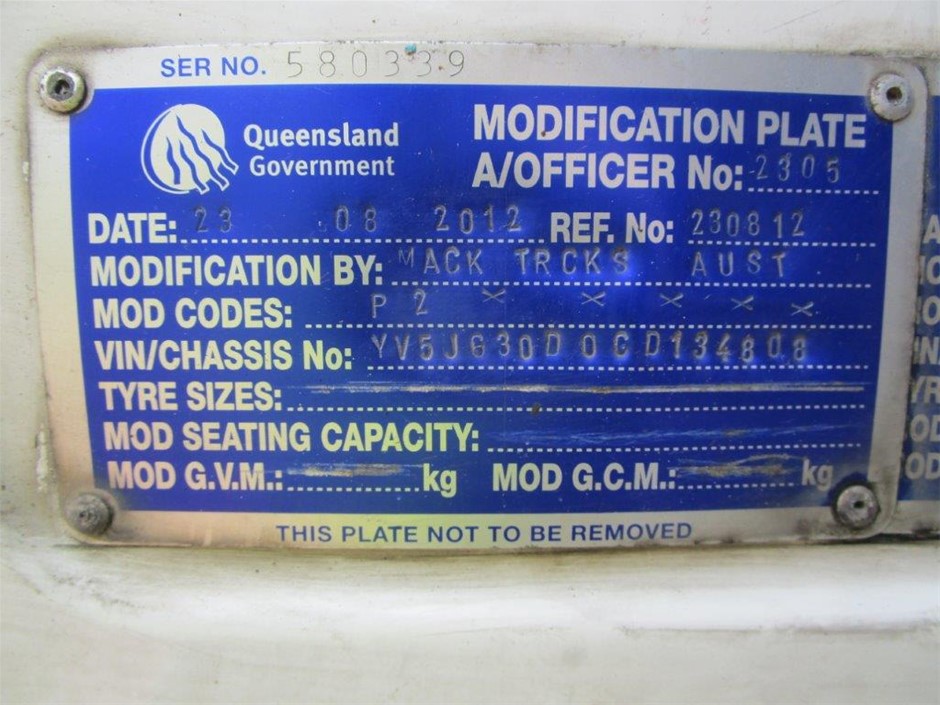 SER NO. 580339
Queensland Government
MODIFICATION PLATE
A/OFFICER No: 2305
DATE: 23 08 2012 REF. No: 230812
MODIFICATION BY: MACK TRCKS AUST
MOD CODES: P2 × × × × ×
VIN/CHASSIS No: YV5JG30D0CD134808
TYRE SIZES:
MOD SEATING CAPACITY:
MOD G.V.M.: kg MOD G.C.M.: kg
THIS PLATE NOT TO BE REMOVED